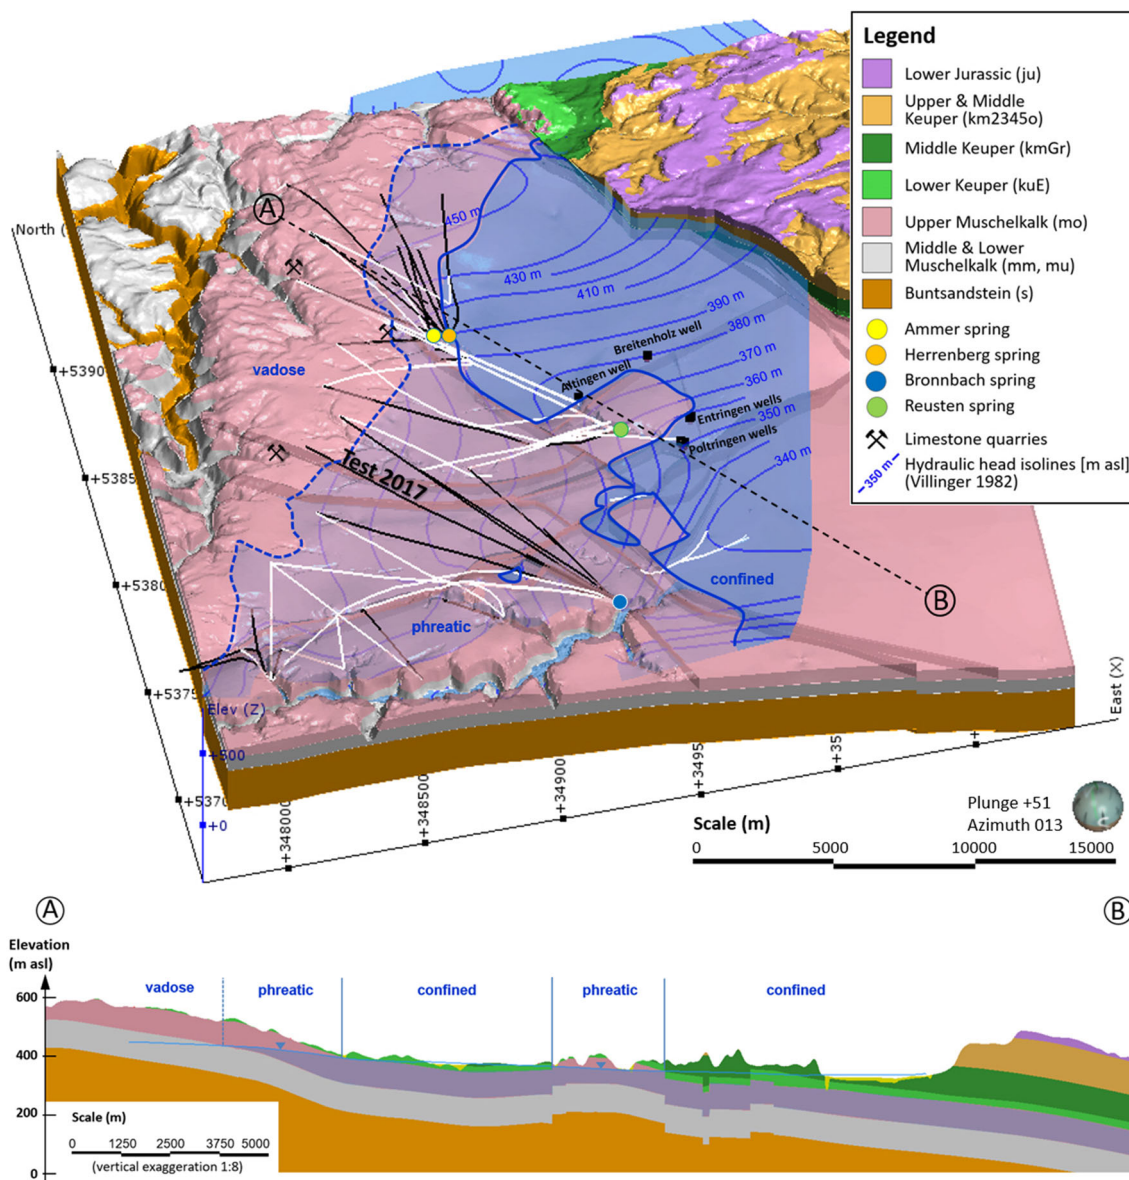 Legend
Lower Jurassic (ju)
Upper & Middle
Keuper (km2345o)
Middle Keuper (kmGr)
Lower Keuper (kuE)
Upper Muschelkalk (mo)
Middle & Lower
Muschelkalk (mm, mu)
Buntsandstein (s)
Ammer spring
Herrenberg spring
Bronnbach spring
Reusten spring
Limestone quarries
350 m
Hydraulic head isolines [m asl]
(Villinger 1982)
A
North (
450 m
430 m
410 m
390 m
380 m
370 m
360 m
350 m
340 m
Breitenholz well
Altingen well
Entringen wells
Poltringen wells
vadose
Test 2017
confined
phreatic
B
+5390
+5385
+5380
+5375
+5370
Elev (Z)
+500
+0
East (X)
+348000
+348500
+34900
+3495
+35
+
Plunge +51
Azimuth 013
Scale (m)
0 5000 10000 15000
A
B
Elevation
(m asl)
vadose phreatic confined phreatic confined
600
400
200
0
Scale (m)
0 1250 2500 3750 5000
(vertical exaggeration 1:8)